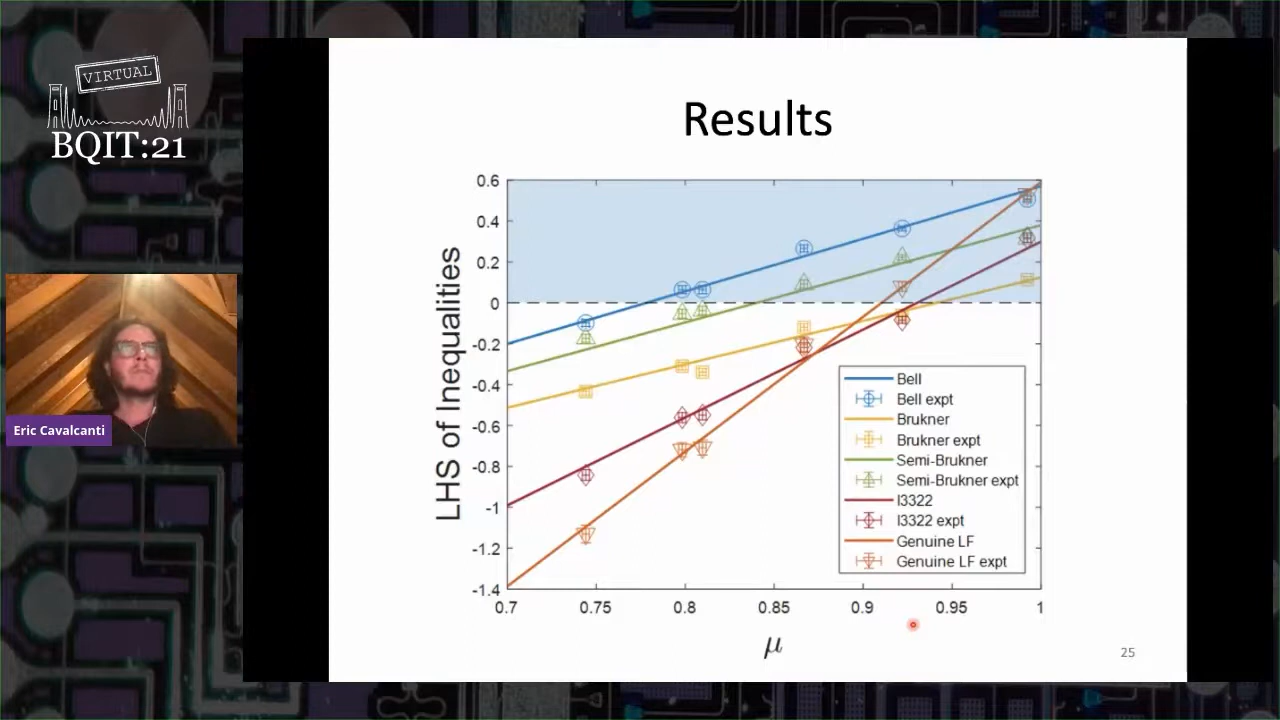 VIRTUAL
BQIT:21
Eric Cavalcanti
Results
LHS of Inequalities
0.6
0.4
0.2
0
-0.2
-0.4
-0.6
-0.8
-1
-1.2
-1.4
0.7 0.75 0.8 0.85 0.9 0.95 1
μ
Bell
Bell expt
Brukner
Brukner expt
Semi-Brukner
Semi-Brukner expt
I3322
I3322 expt
Genuine LF
Genuine LF expt
25